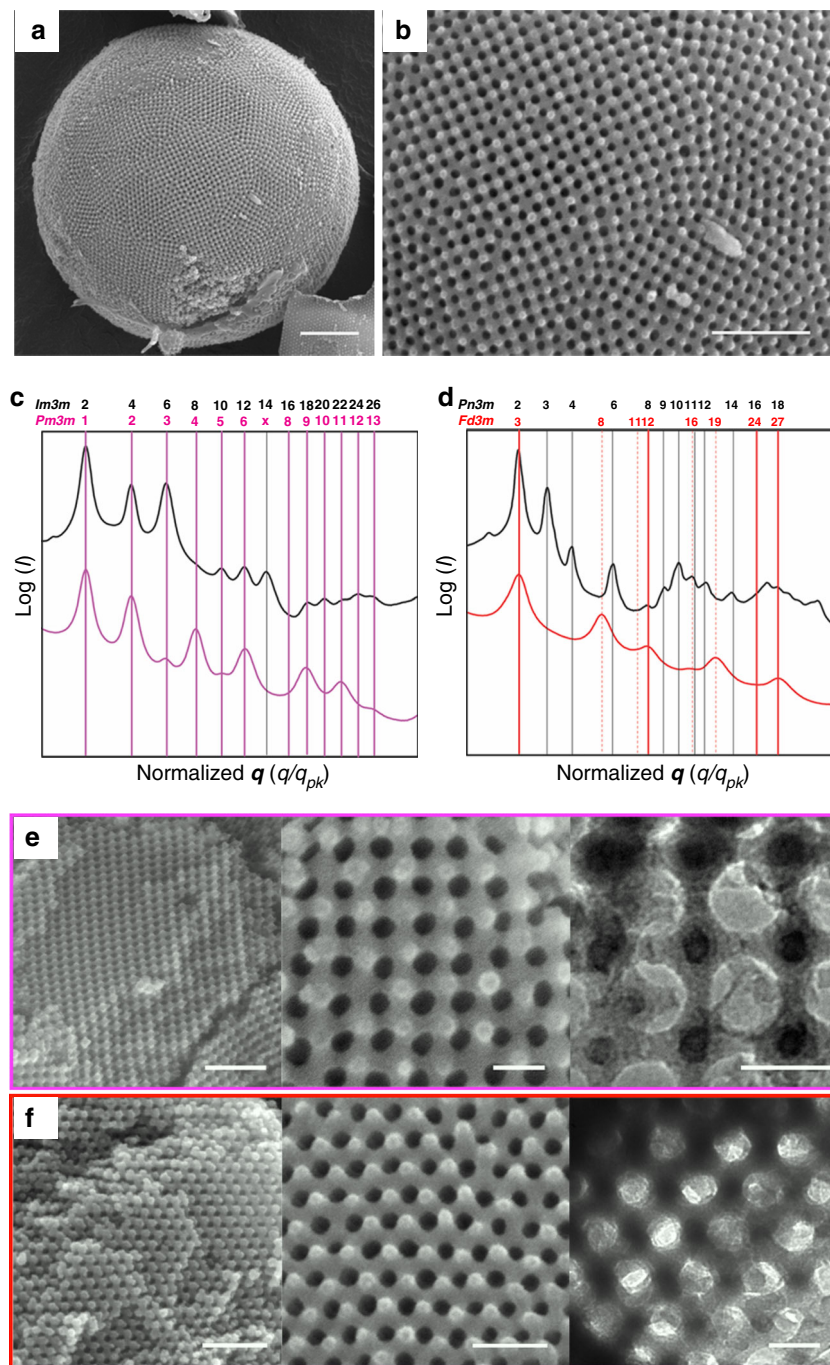 a
b
c
Im3m 2 4 6 8 10 12 14 16 18 20 22 24 26
Pm3m 1 2 3 4 5 6 x 8 9 10 11 12 13
Log (I)
Normalized q (q/qpk)
d
Pn3m 2 3 4 6 8 9 10 11 12 14 16 18
Fd3m 3 8 11 12 16 19 24 27
Log (I)
Normalized q (q/qpk)
e
f